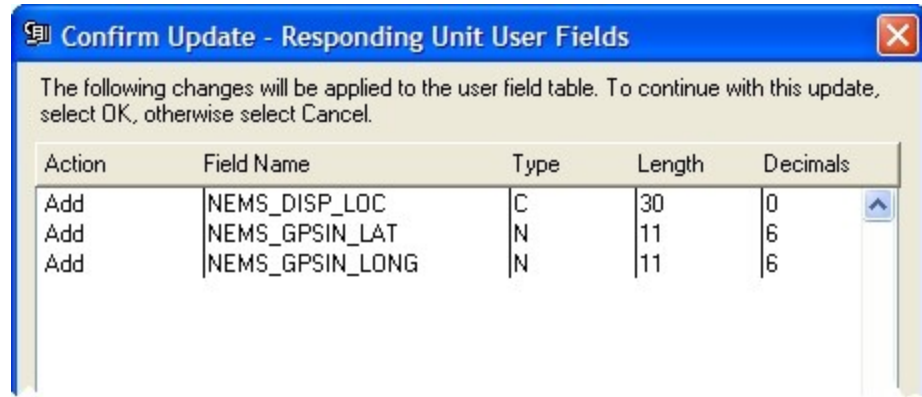 Confirm Update - Responding Unit User Fields
The following changes will be applied to the user field table. To continue with this update,
select OK, otherwise select Cancel.
Action Field Name Type Length Decimals
Add NEMS_DISP_LOC C 30 0
Add NEMS_GPSIN_LAT N 11 6
Add NEMS_GPSIN_LONG N 11 6